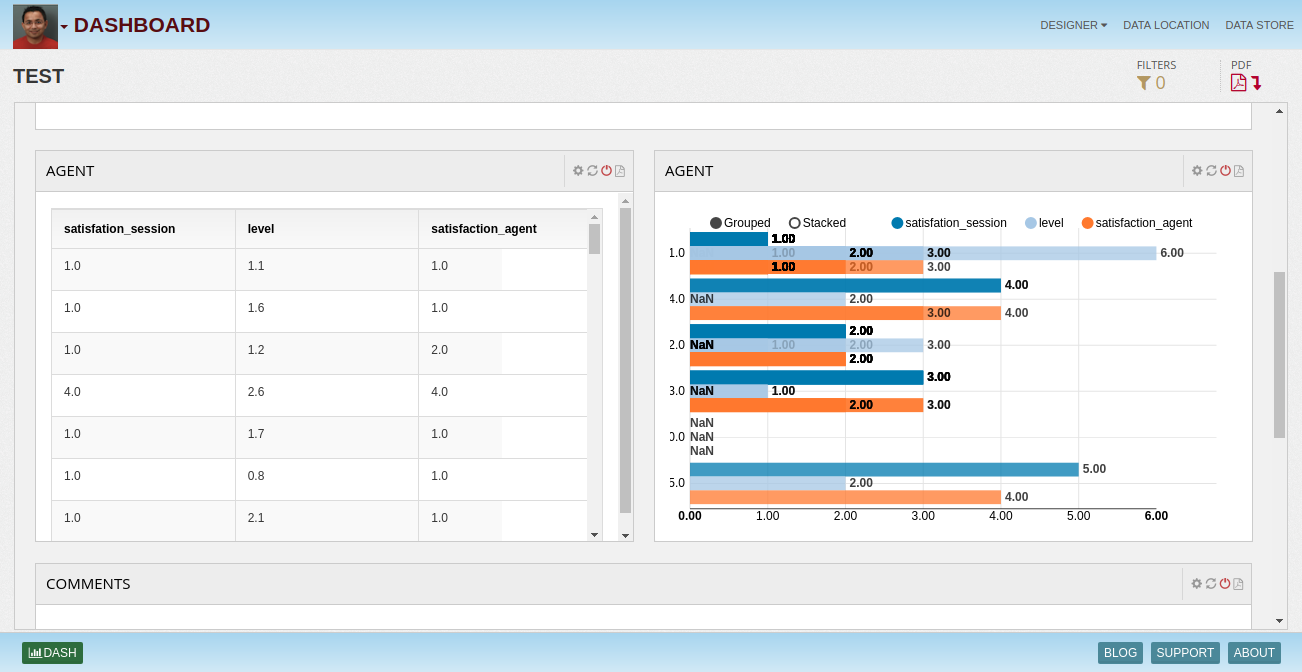 DASHBOARD
DESIGNER DATA LOCATION DATA STORE
TEST
FILTERS
0
PDF
AGENT
satisfation_session level satisfaction_agent
1.0 1.1 1.0
1.0 1.6 1.0
1.0 1.2 2.0
4.0 2.6 4.0
1.0 1.7 1.0
1.0 0.8 1.0
1.0 2.1 1.0
AGENT
Grouped Stacked satisfation_session level satisfaction_agent
1.00
1.0 1.00 2.00 3.00 6.00
1.00 2.00 3.00
4.00
4.0 NaN 2.00
3.00 4.00
2.00
2.0 NaN 1.00 2.00 3.00
2.00
3.00
3.0 NaN 1.00
2.00 3.00
NaN
0.0 NaN
NaN
5.00
5.0 2.00
4.00
0.00 1.00 2.00 3.00 4.00 5.00 6.00
COMMENTS
DASH
BLOG SUPPORT ABOUT